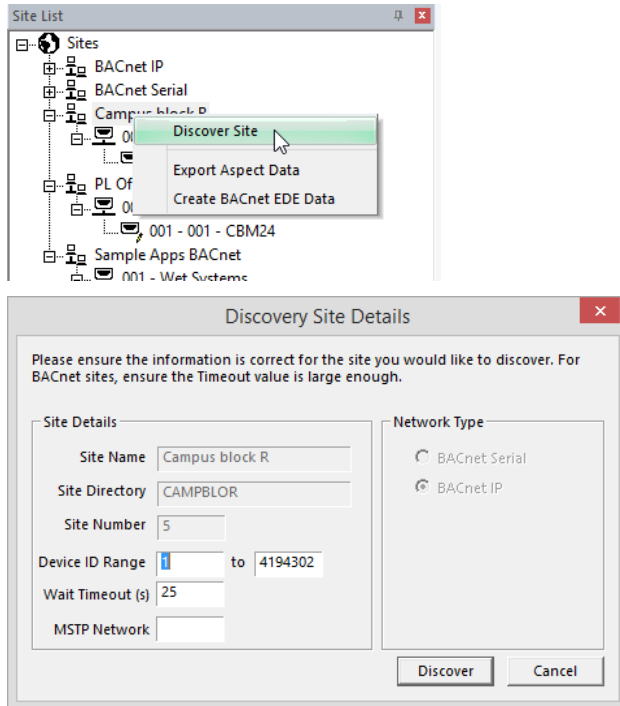 Site List
Sites
BACnet IP
BACnet Serial
Campus block R
Discover Site
Export Aspect Data
PL Of
Create BACnet EDE Data
001 - 001 - CBM24
Sample Apps BACnet
001 - Wet Systems
Discovery Site Details
Please ensure the information is correct for the site you would like to discover. For
BACnet sites, ensure the Timeout value is large enough.
Site Details
Network Type
Site Name Campus block R
BACnet Serial
Site Directory CAMPBLOR
BACnet IP
Site Number 5
Device ID Range 1 to 4194302
Wait Timeout (s) 25
MSTP Network
Discover Cancel